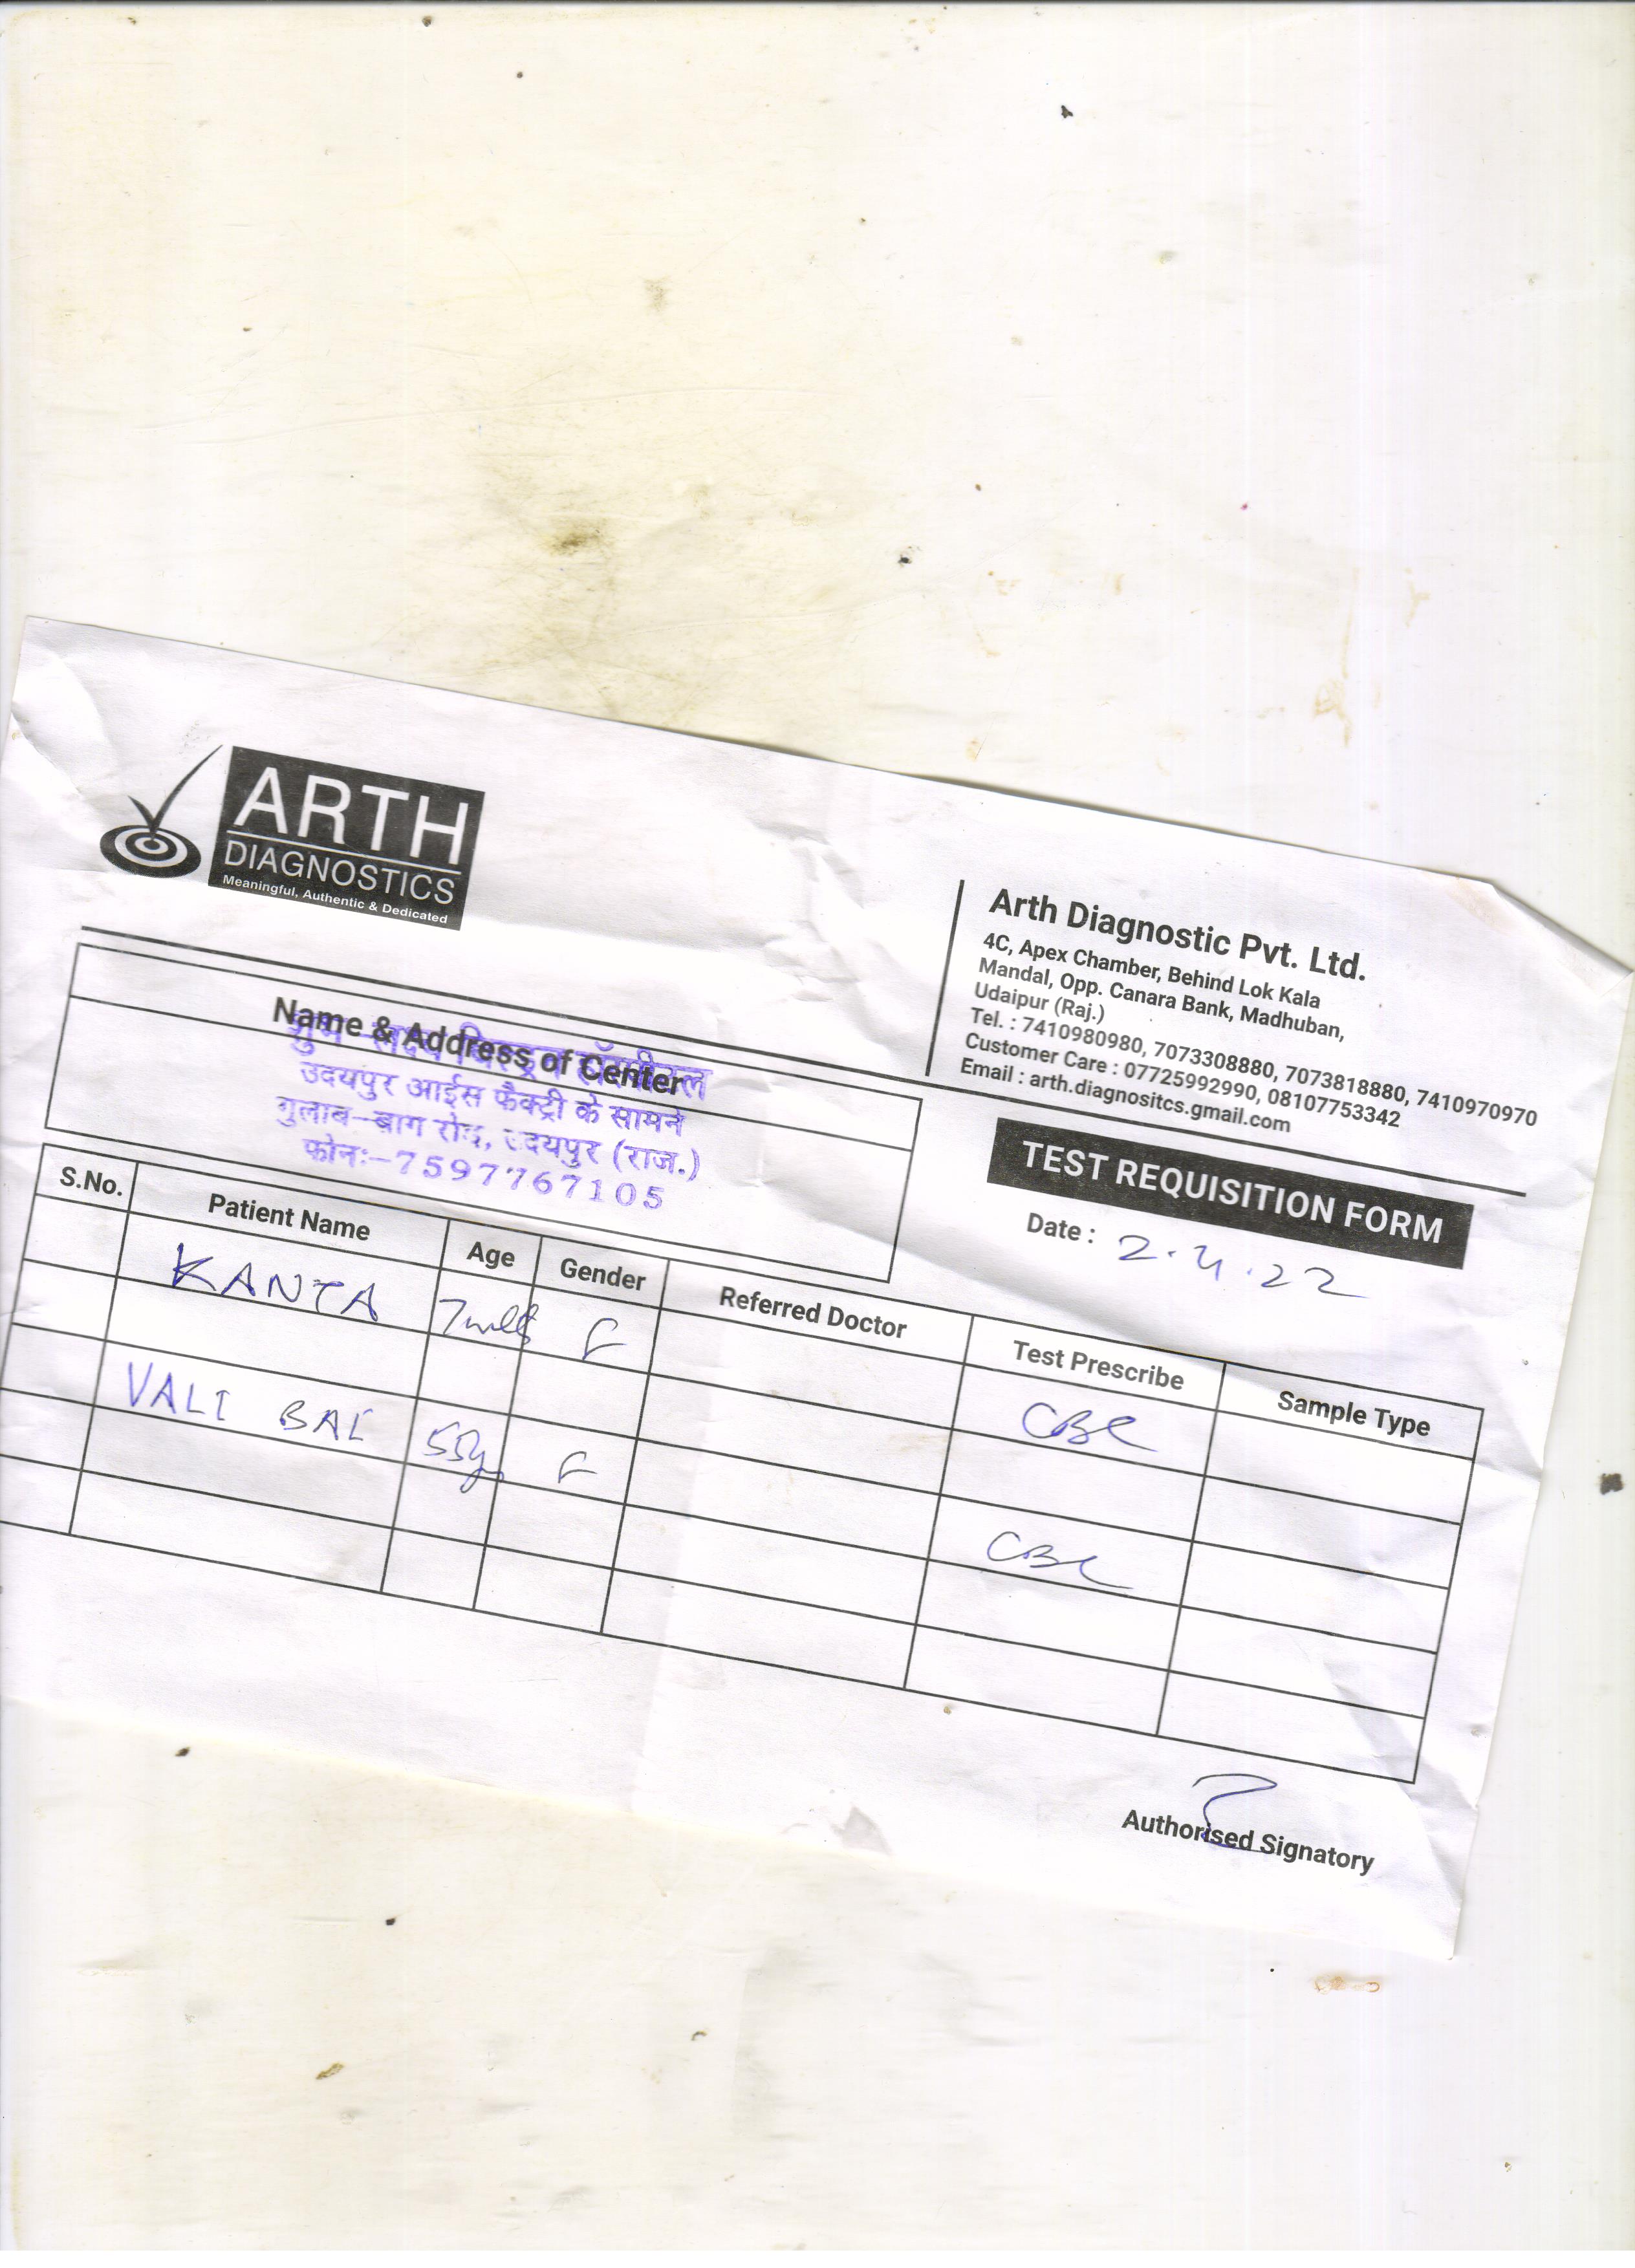 ARTH
DIAGNOSTICS
Meaningful, Authentic & Dedicated
Arth Diagnostic Pvt. Ltd.
4C, Apex Chamber, Behind Lok Kala
Mandal, Opp. Canara Bank, Madhuban,
Udaipur (Raj.)
Tel. : 7410980980, 7073308880, 7073818880, 7410970970
Customer Care : 07725992990, 08107753342
Email : arth.diagnositcs.gmail.com
Name & Address of Center
उदयपुर आईस फैक्ट्री के सामने
गुलाब-बाग रोड, उदयपुर (राज.)
फोन:-7597767105
TEST REQUISITION FORM
Date : 2.4.22
S.No. Patient Name Age Gender Referred Doctor Test Prescribe Sample Type
KANTA F CBC
VALI BAI 55y F CBC
Authorised Signatory